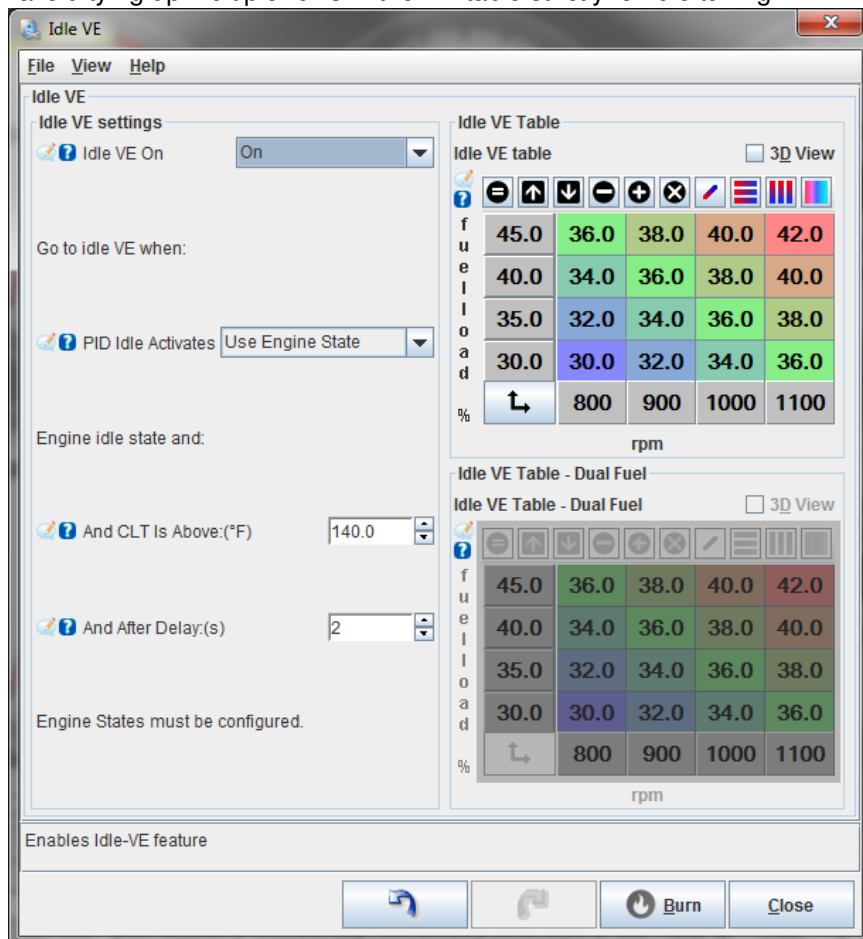 Idle VE
File View Help
Idle VE
Idle VE settings
Idle VE On On
Go to idle VE when:
PID Idle Activates Use Engine State
Engine idle state and:
And CLT Is Above:(°F) 140.0
And After Delay:(s) 2
Engine States must be configured.
Idle VE Table
Idle VE table 3D View
fuelload %
45.0 36.0 38.0 40.0 42.0
40.0 34.0 36.0 38.0 40.0
35.0 32.0 34.0 36.0 38.0
30.0 30.0 32.0 34.0 36.0
800 900 1000 1100
rpm
Idle VE Table - Dual Fuel
Idle VE Table - Dual Fuel 3D View
fuelload %
45.0 36.0 38.0 40.0 42.0
40.0 34.0 36.0 38.0 40.0
35.0 32.0 34.0 36.0 38.0
30.0 30.0 32.0 34.0 36.0
800 900 1000 1100
rpm
Enables Idle-VE feature
Burn Close